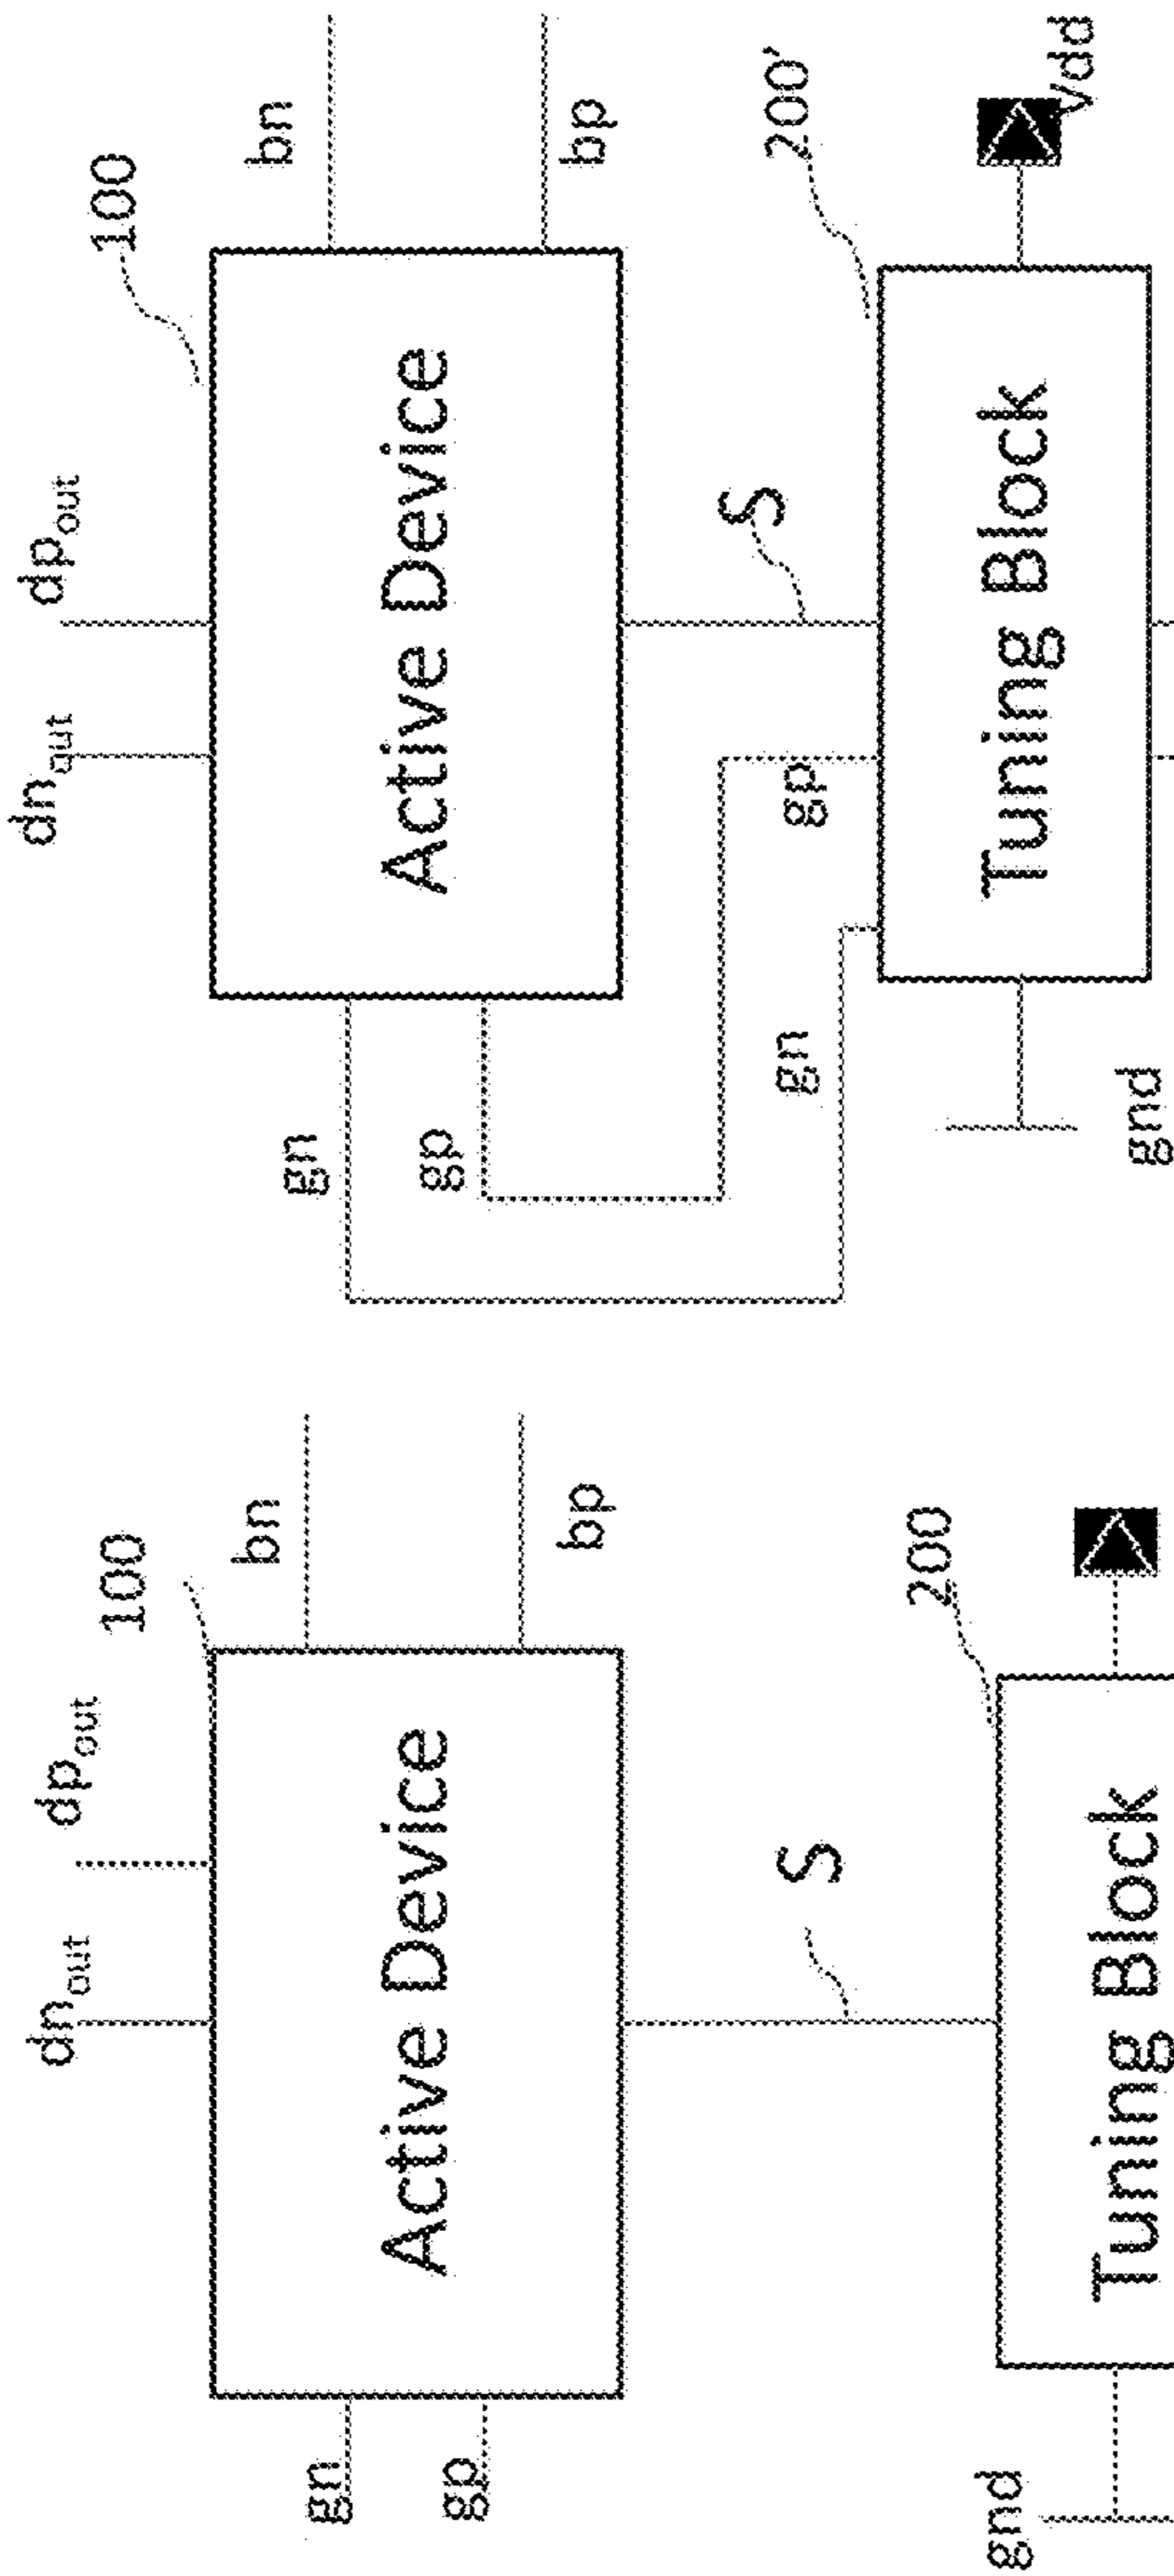 dn_out
dp_out
100
bn
gn
Active Device
gp
bp
S
200
gnd
Tuning Block
dn_out
dp_out
100
bn
gn
Active Device
gp
bp
S
200'
gn
gp
Tuning Block
Vdd
gnd